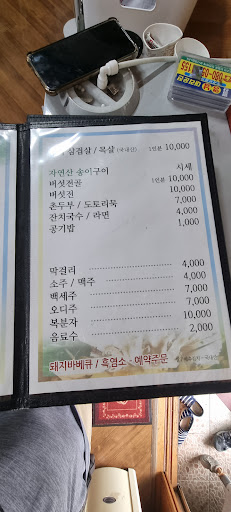 삼겹살 / 목살 (국내산) 1인분 10,000
자연산 송이구이 시세
버섯전골 1인분 10,000
버섯전 10,000
촌두부 / 도토리묵 7,000
잔치국수 / 라면 4,000
공기밥 1,000
막걸리 4,000
소주 / 맥주 4,000
백세주 7,000
오디주 7,000
복분자 10,000
음료수 2,000
돼지바베큐 / 흑염소 - 예약주문